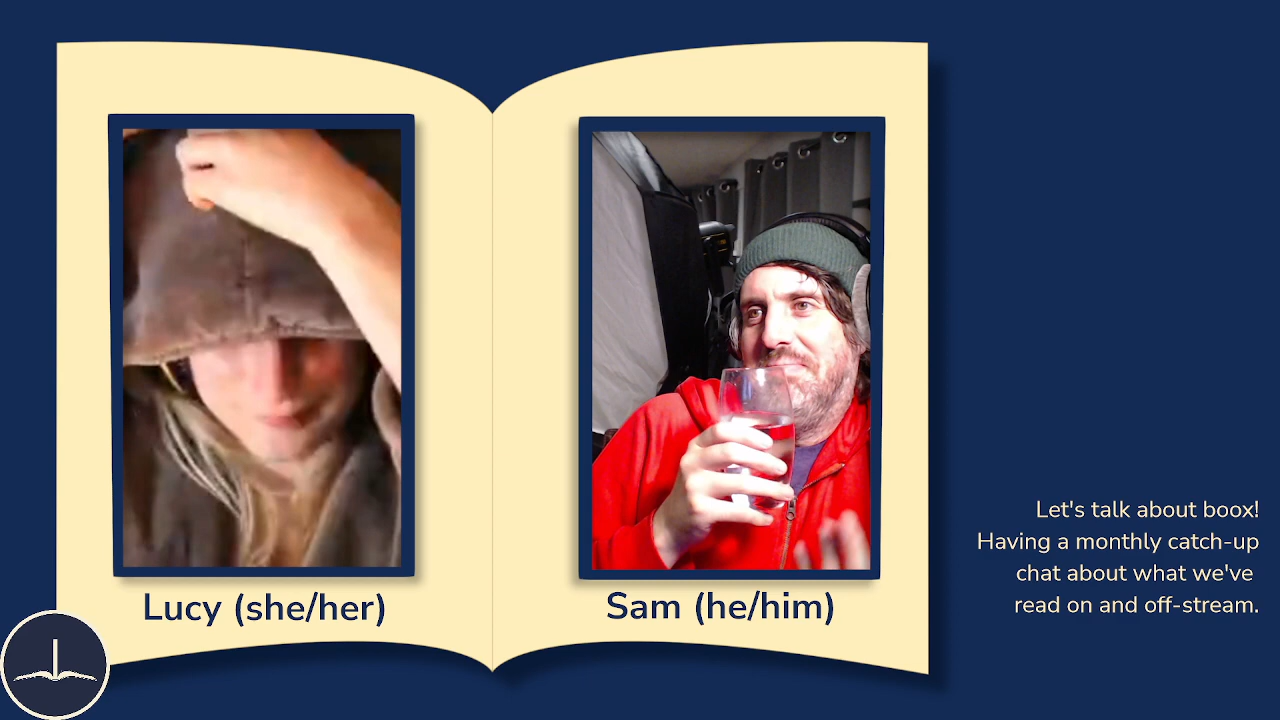 Lucy (she/her)
Sam (he/him)
Let's talk about boox!
Having a monthly catch-up
chat about what we've
read on and off-stream.